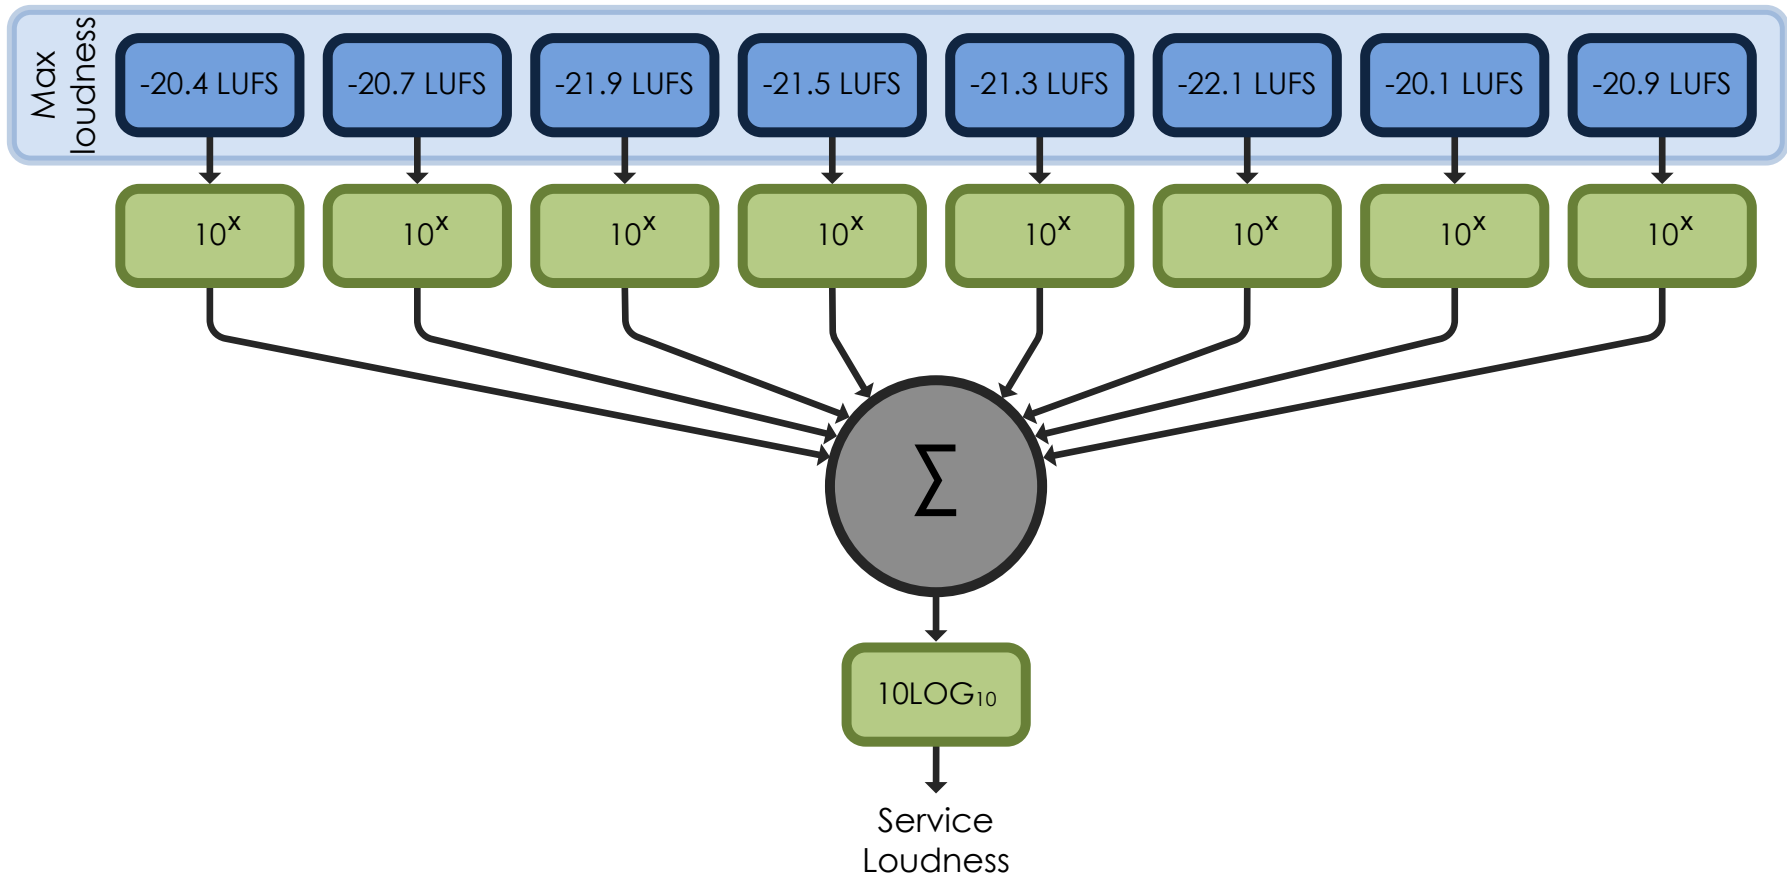 Max
loudness
-20.4 LUFS
-20.7 LUFS
-21.9 LUFS
-21.5 LUFS
-21.3 LUFS
-22.1 LUFS
-20.1 LUFS
-20.9 LUFS
10ˣ
10ˣ
10ˣ
10ˣ
10ˣ
10ˣ
10ˣ
10ˣ
Σ
10LOG₁₀
Service
Loudness